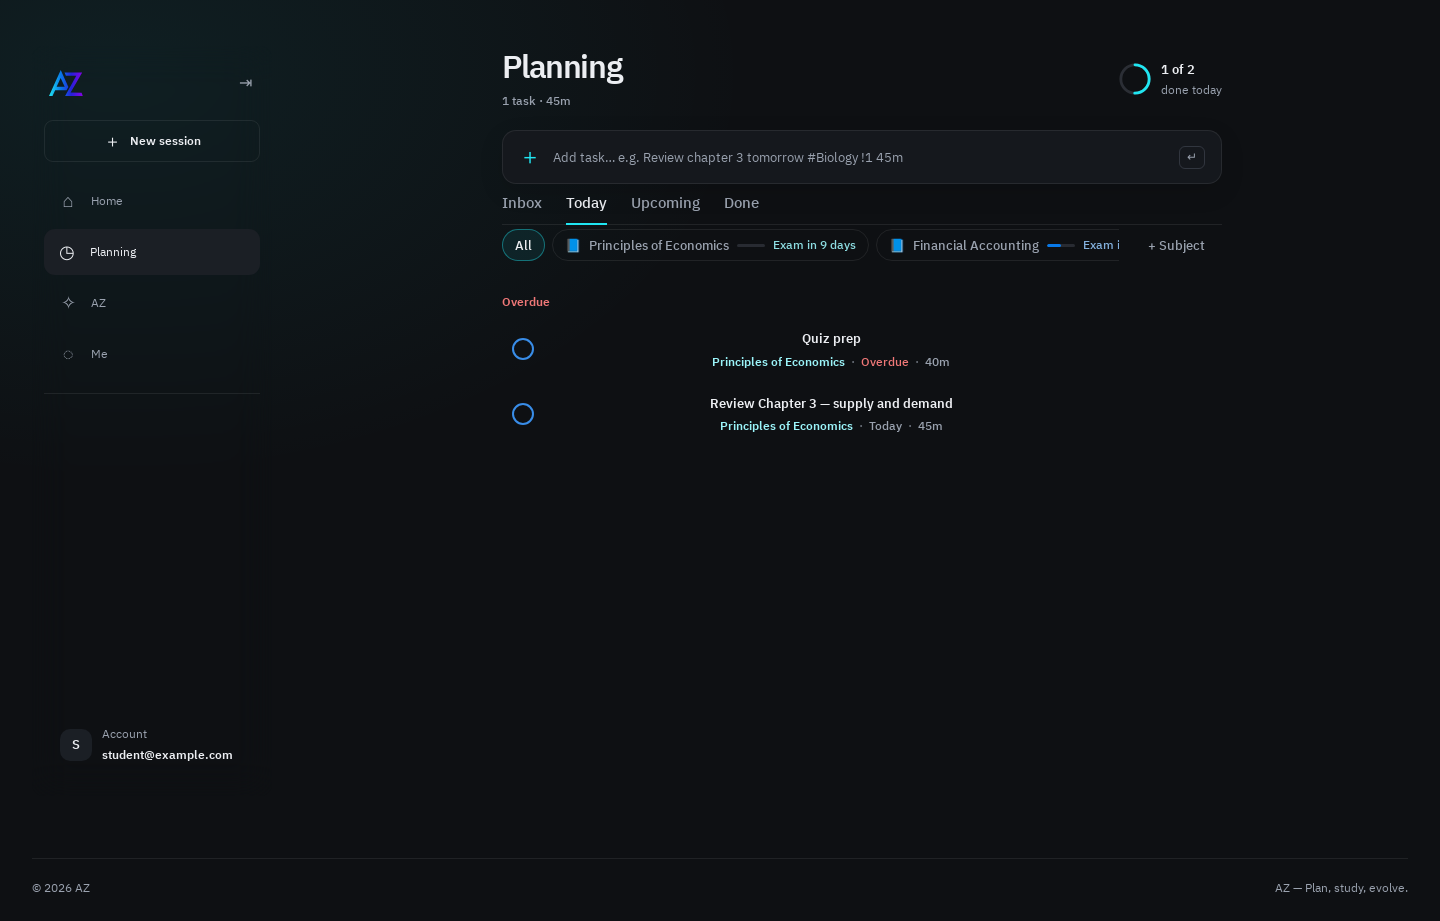 AZ
New session
Home
Planning
AZ
Me
Account
S
student@example.com
Planning
1 task · 45m
1 of 2
done today
Add task... e.g. Review chapter 3 tomorrow #Biology !1 45m
Inbox Today Upcoming Done
All Principles of Economics Exam in 9 days Financial Accounting Exam i + Subject
Overdue
Quiz prep
Principles of Economics · Overdue · 40m
Review Chapter 3 — supply and demand
Principles of Economics · Today · 45m
© 2026 AZ
AZ — Plan, study, evolve.